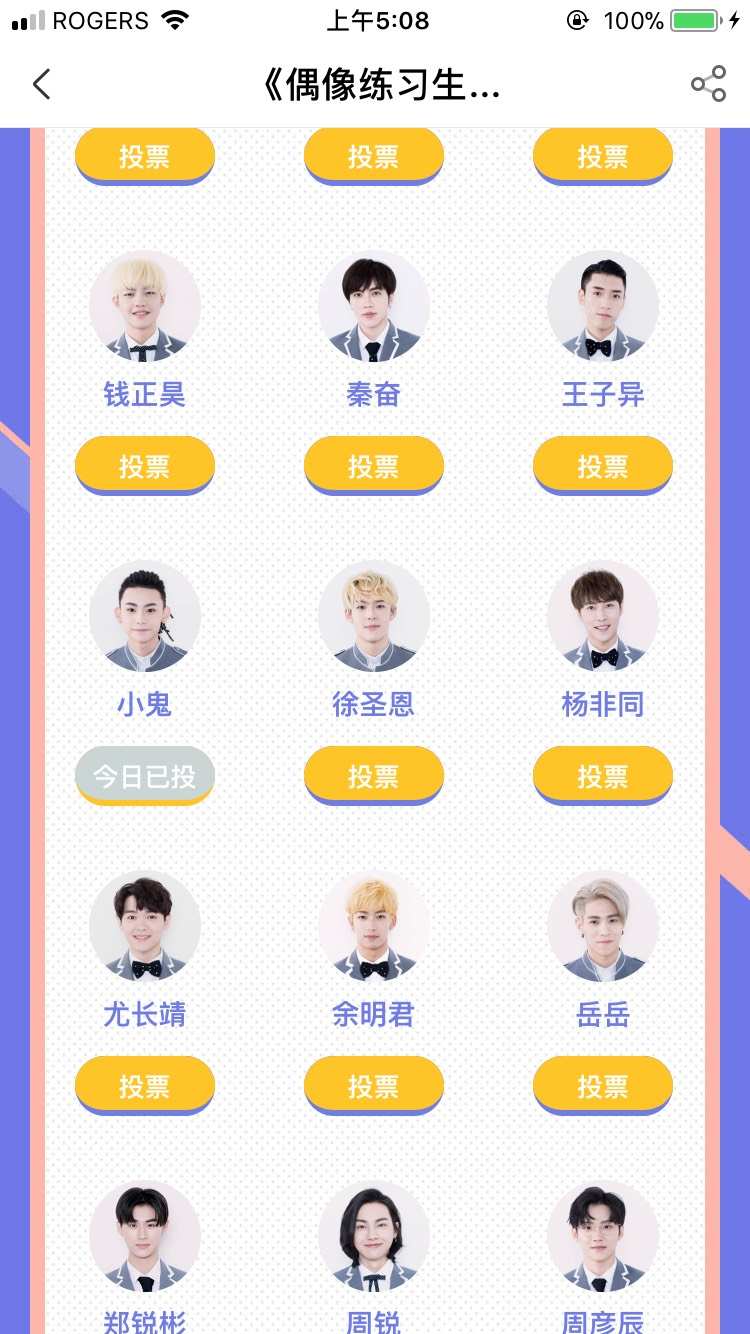 ROGERS 上午5:08 100%
《偶像练习生...
投票 投票 投票
钱正昊 秦奋 王子异
投票 投票 投票
小鬼 徐圣恩 杨非同
今日已投 投票 投票
尤长靖 余明君 岳岳
投票 投票 投票
郑锐彬 周锐 周彦辰